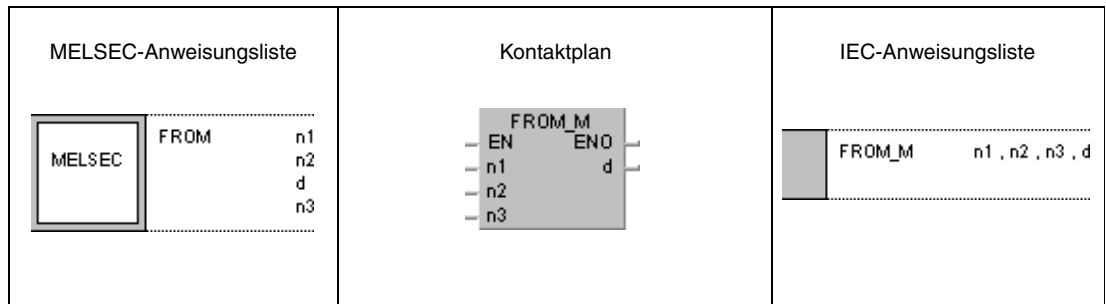 MELSEC-Anweisungsliste
MELSEC
FROM n1
n2
d
n3
Kontaktplan
FROM_M
EN ENO
n1 d
n2
n3
IEC-Anweisungsliste
FROM_M n1 , n2 , n3 , d